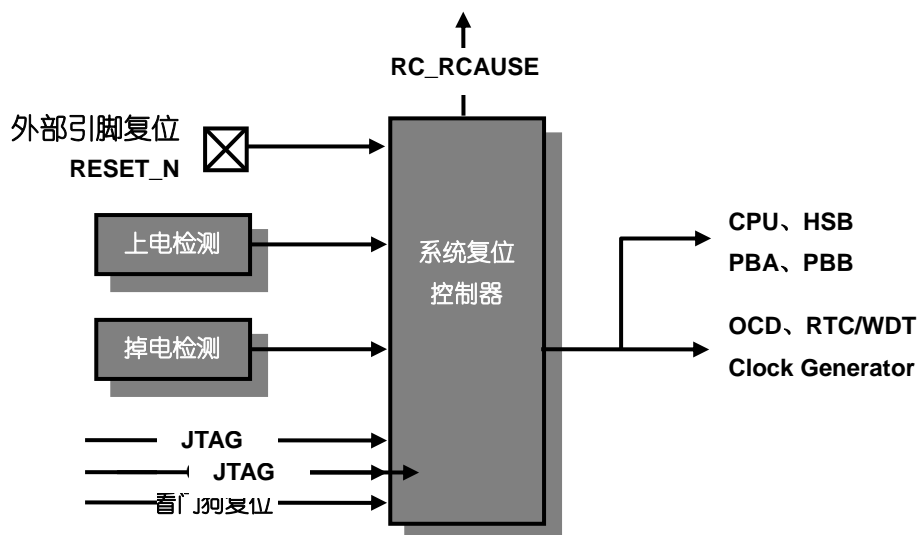 RC_RCAUSE
外部引脚复位
RESET_N
上电检测
掉电检测
系统复位
控制器
CPU、HSB
PBA、PBB
OCD、RTC/WDT
Clock Generator
JTAG
JTAG
看门狗复位